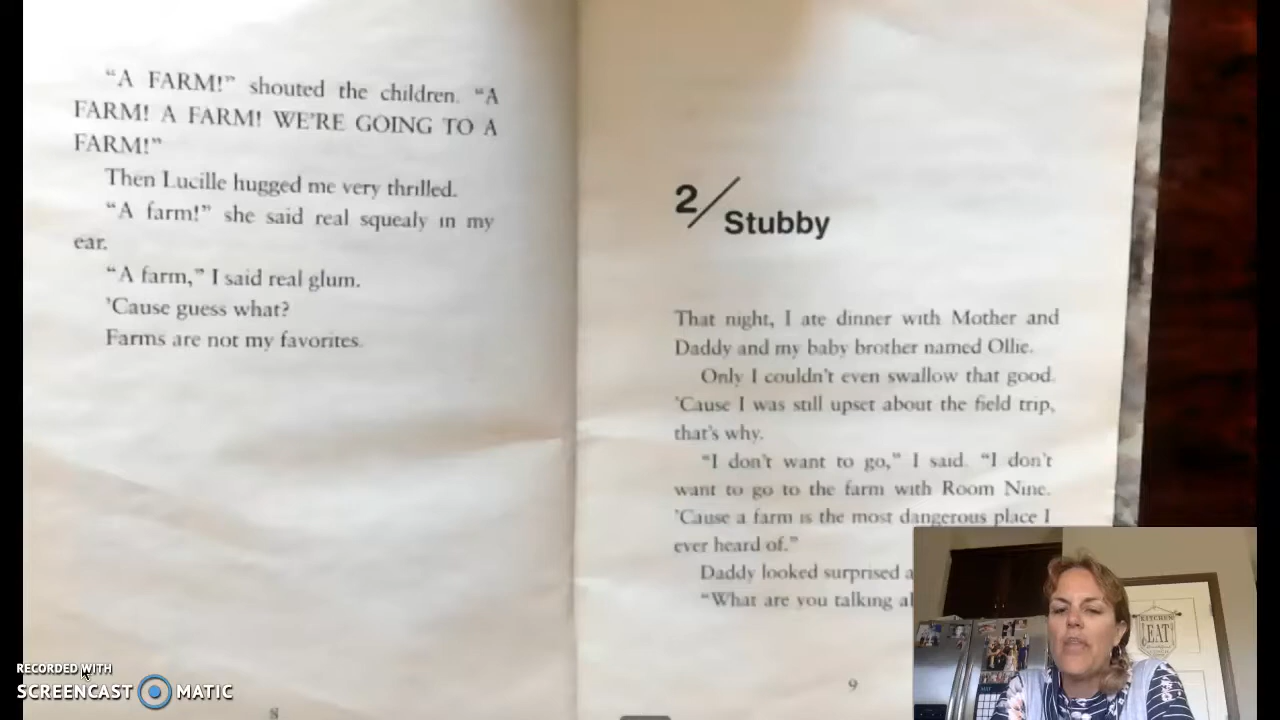 “A FARM!” shouted the children. “A
FARM! A FARM! WE'RE GOING TO A
FARM!”
Then Lucille hugged me very thrilled.
“A farm!” she said real squealy in my
ear.
“A farm,” I said real glum.
'Cause guess what?
Farms are not my favorites.
8
2/
Stubby
That night, I ate dinner with Mother and
Daddy and my baby brother named Ollie.
Only I couldn't even swallow that good.
'Cause I was still upset about the field trip,
that's why.
“I don't want to go,” I said. “I don't
want to go to the farm with Room Nine.
'Cause a farm is the most dangerous place I
ever heard of.”
Daddy looked surprised a
“What are you talking
9
KITCHEN
EAT
RECORDED WITH
SCREENCAST MATIC